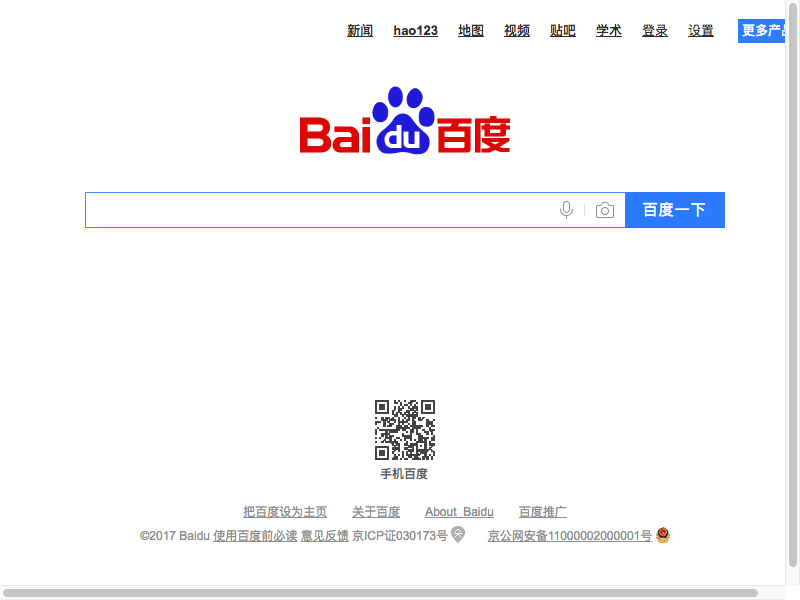 新闻 hao123 地图 视频 贴吧 学术 登录 设置 更多产品
Bai du 百度
百度一下
手机百度
把百度设为主页 关于百度 About Baidu 百度推广
©2017 Baidu 使用百度前必读 意见反馈 京ICP证030173号 京公网安备11000002000001号